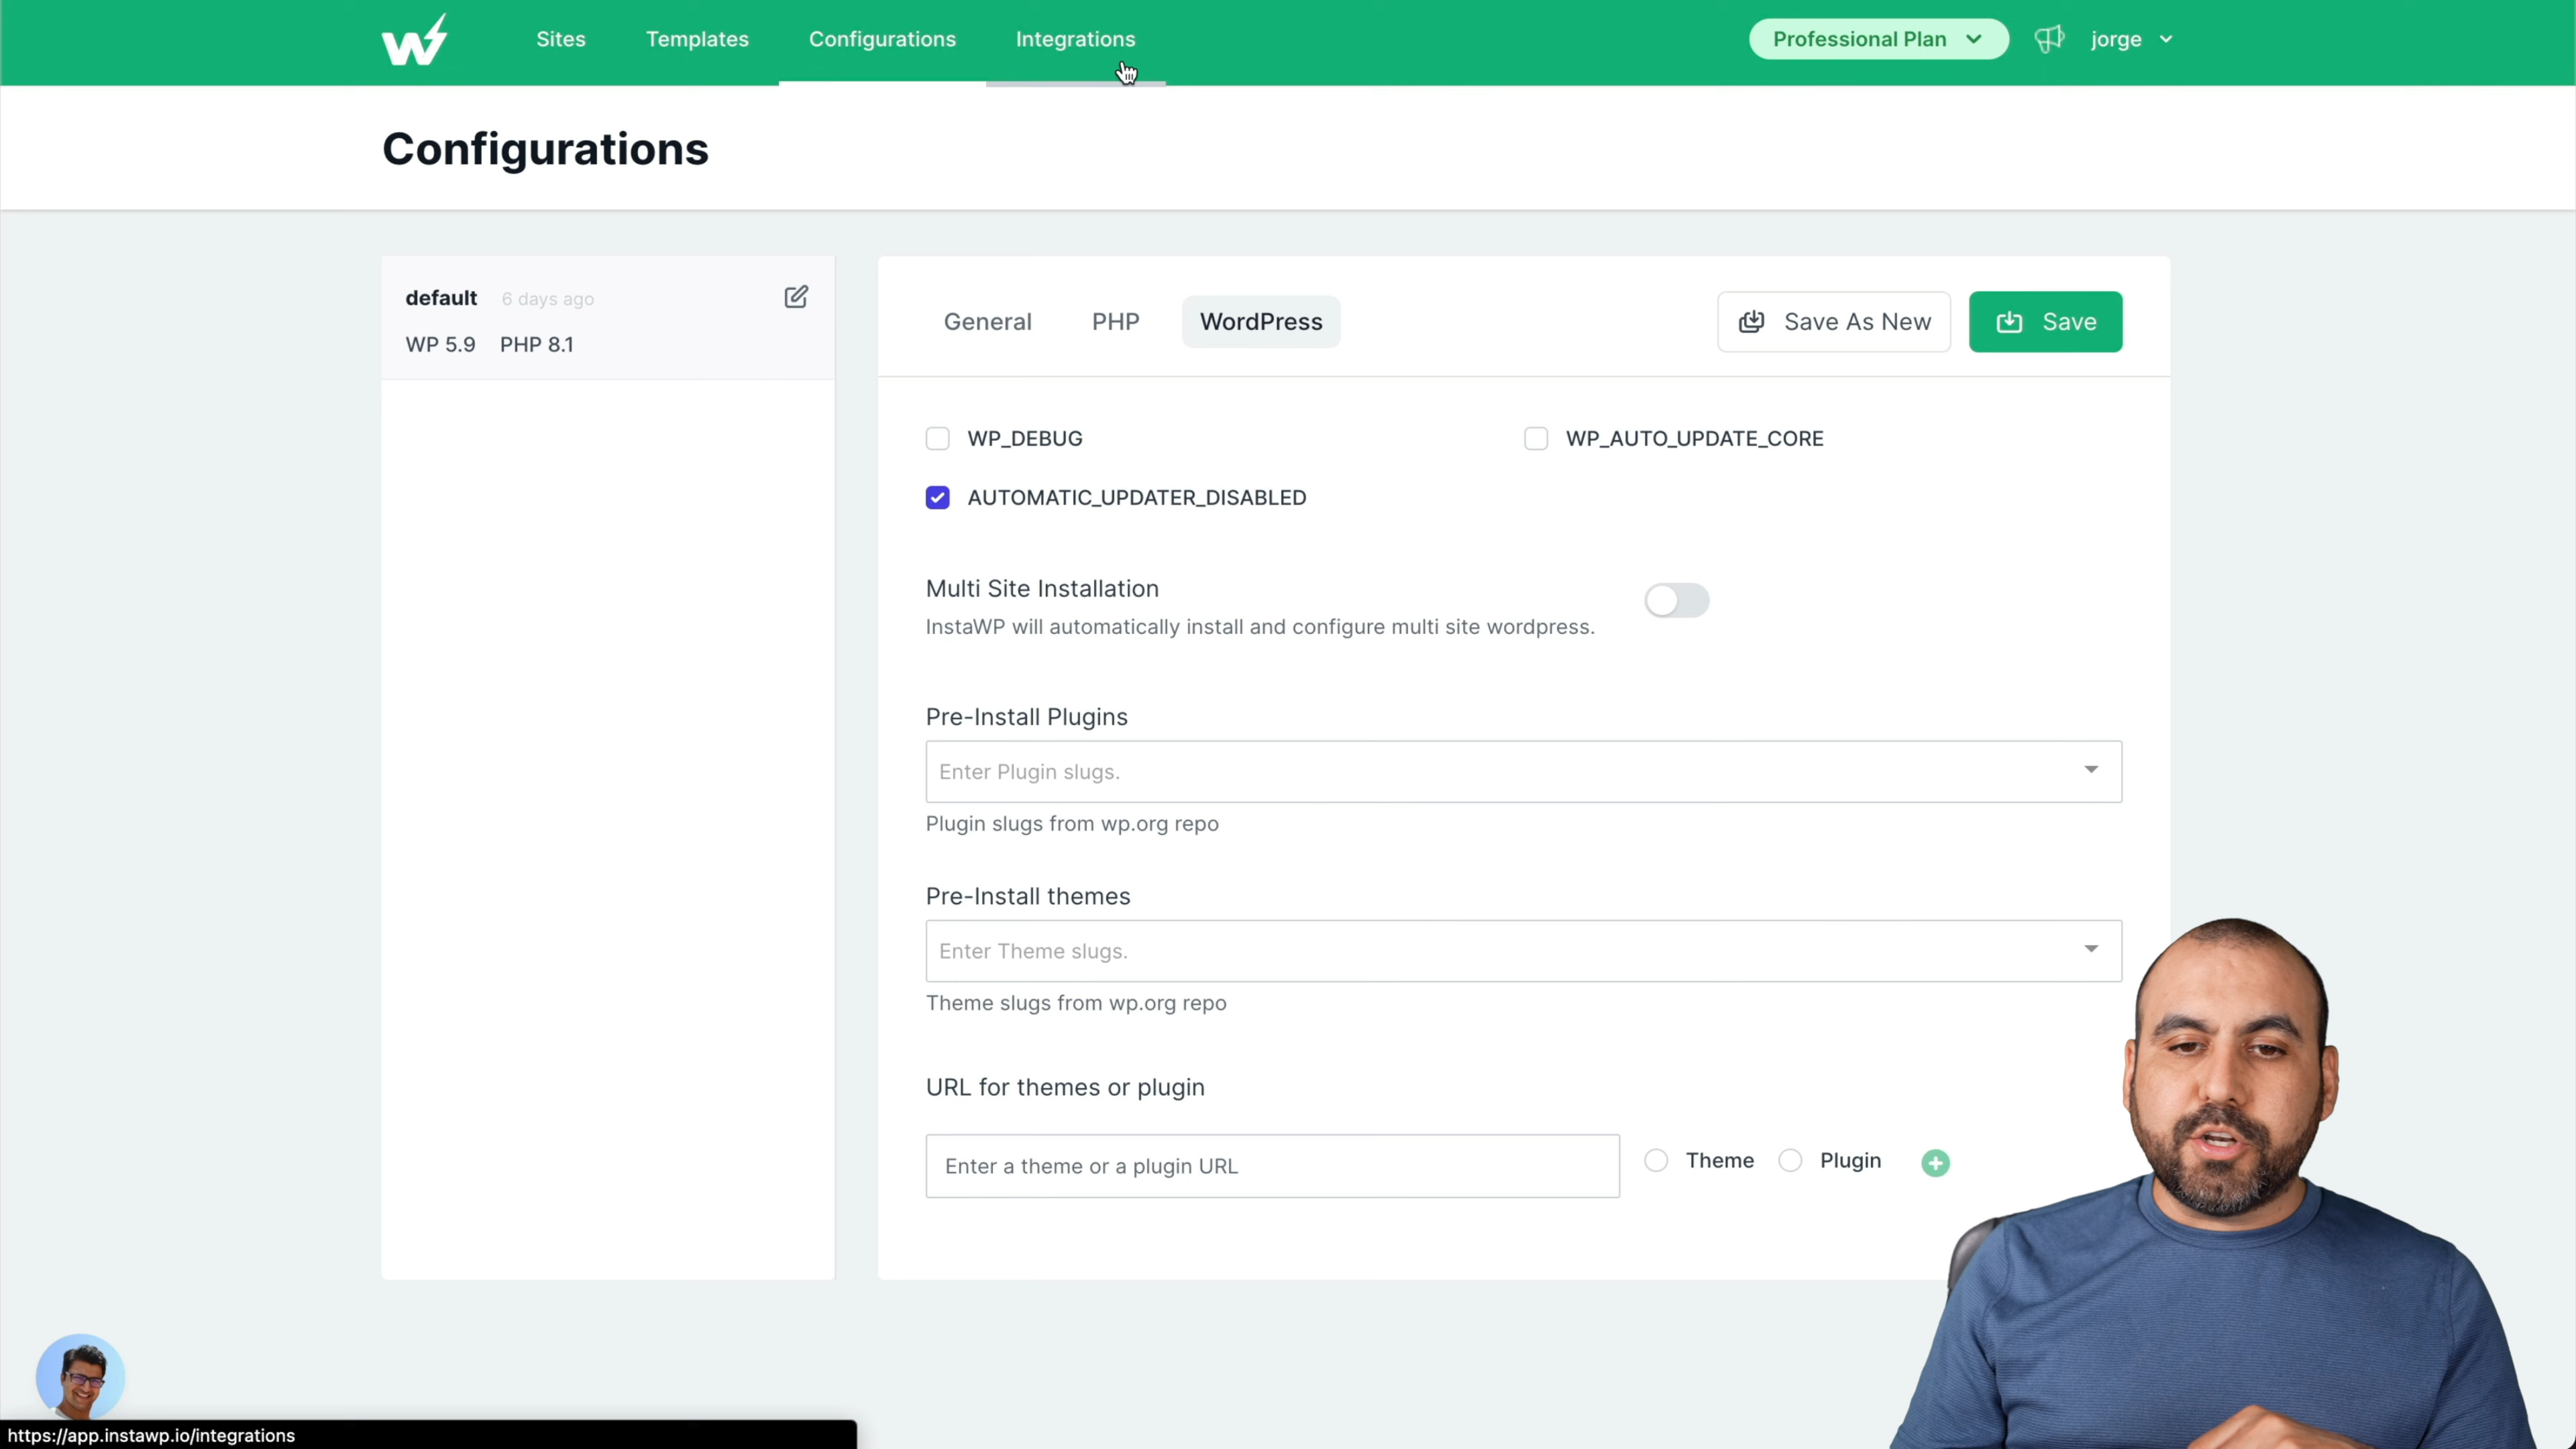 Sites Templates Configurations Integrations Professional Plan jorge
Configurations
default 6 days ago
WP 5.9 PHP 8.1
General PHP WordPress Save As New Save
WP_DEBUG WP_AUTO_UPDATE_CORE
AUTOMATIC_UPDATER_DISABLED
Multi Site Installation
InstaWP will automatically install and configure multi site wordpress.
Pre-Install Plugins
Enter Plugin slugs.
Plugin slugs from wp.org repo
Pre-Install themes
Enter Theme slugs.
Theme slugs from wp.org repo
URL for themes or plugin
Enter a theme or a plugin URL Theme Plugin
https://app.instawp.io/integrations